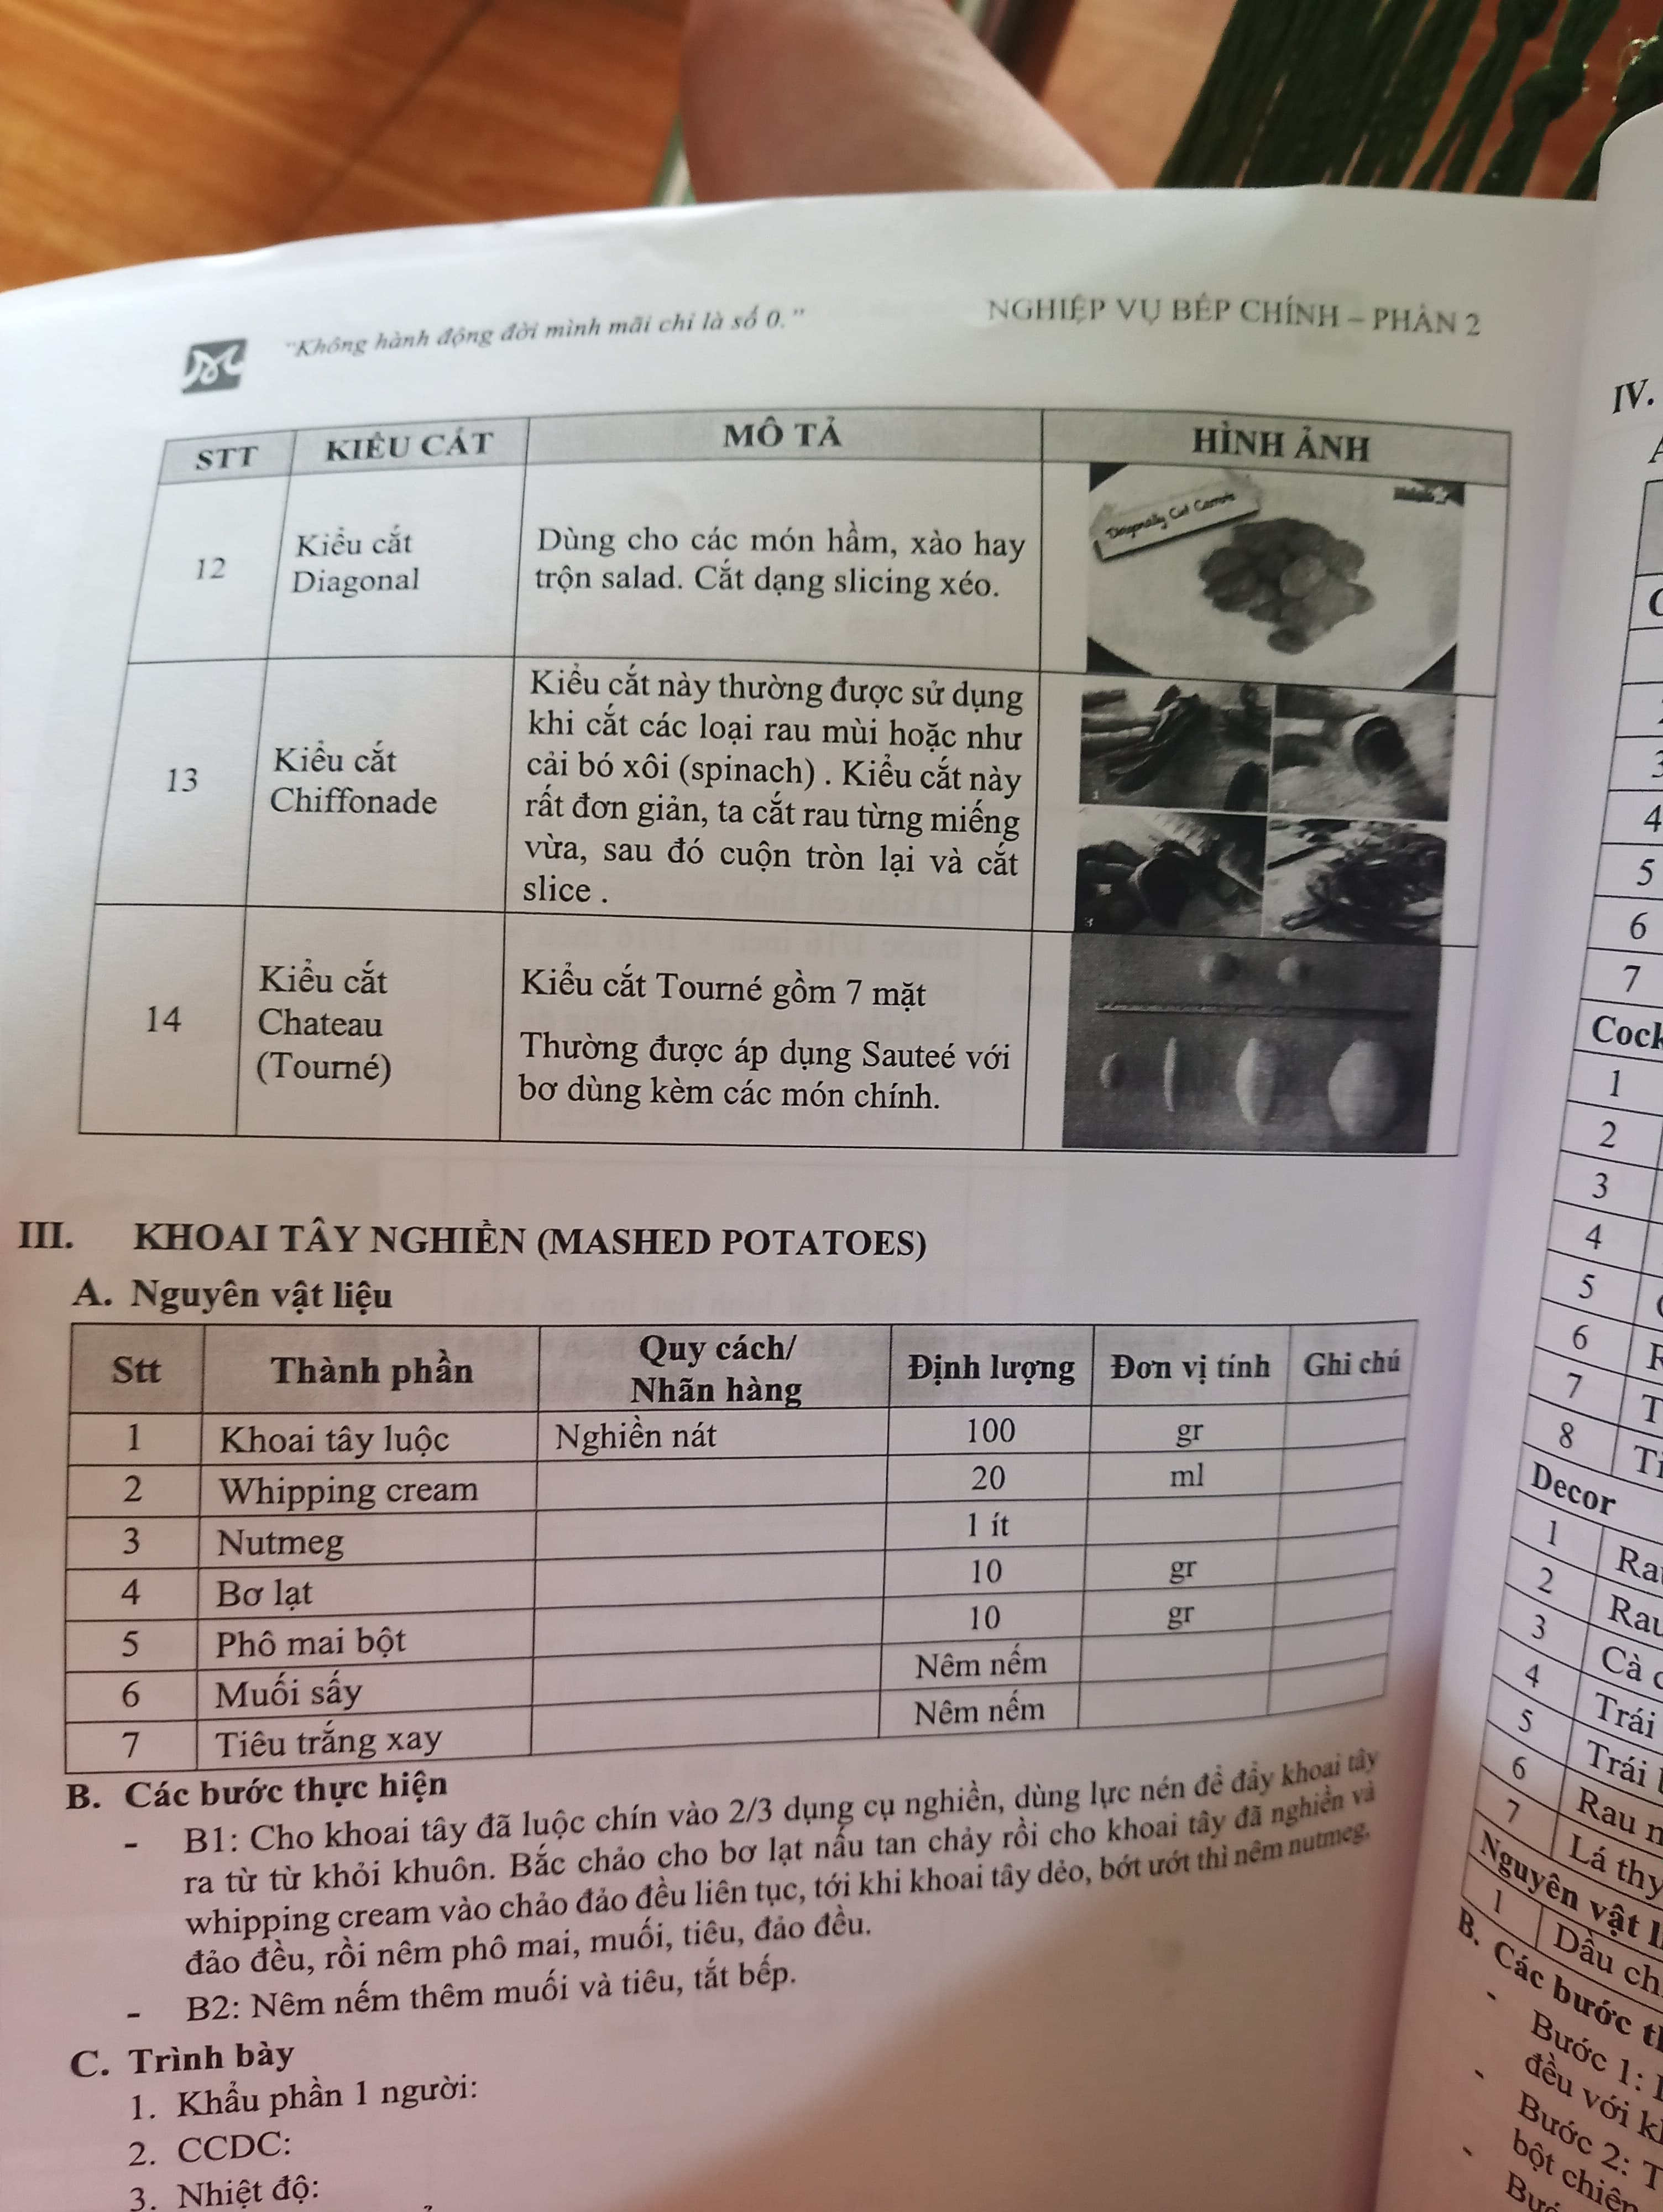 "Không hành động đời mình mãi chỉ là số 0."
NGHIỆP VỤ BẾP CHÍNH – PHẦN 2
STT
KIỂU CẮT
MÔ TẢ
HÌNH ẢNH
12
Kiểu cắt
Diagonal
Dùng cho các món hầm, xào hay
trộn salad. Cắt dạng slicing xéo.
Diagonally Cut Carrots
13
Kiểu cắt
Chiffonade
Kiểu cắt này thường được sử dụng
khi cắt các loại rau mùi hoặc như
cải bó xôi (spinach) . Kiểu cắt này
rất đơn giản, ta cắt rau từng miếng
vừa, sau đó cuộn tròn lại và cắt
slice .
14
Kiểu cắt
Chateau
(Tourné)
Kiểu cắt Tourné gồm 7 mặt
Thường được áp dụng Sauteé với
bơ dùng kèm các món chính.
III. KHOAI TÂY NGHIỀN (MASHED POTATOES)
A. Nguyên vật liệu
Stt Thành phần Quy cách/ Nhãn hàng Định lượng Đơn vị tính Ghi chú
1 Khoai tây luộc Nghiền nát 100 gr
2 Whipping cream 20 ml
3 Nutmeg 1 ít
4 Bơ lạt 10 gr
5 Phô mai bột 10 gr
6 Muối sấy Nêm nếm
7 Tiêu trắng xay Nêm nếm
B. Các bước thực hiện
- B1: Cho khoai tây đã luộc chín vào 2/3 dụng cụ nghiền, dùng lực nén để đẩy khoai tây
ra từ từ khỏi khuôn. Bắc chảo cho bơ lạt nấu tan chảy rồi cho khoai tây đã nghiền và
whipping cream vào chảo đảo đều liên tục, tới khi khoai tây dẻo, bớt ướt thì nêm nutmeg,
đảo đều, rồi nêm phô mai, muối, tiêu, đảo đều.
- B2: Nêm nếm thêm muối và tiêu, tắt bếp.
C. Trình bày
1. Khẩu phần 1 người:
2. CCDC:
3. Nhiệt độ:
IV.
4
5
6
7
1
2
3
4
5
6
7
8
Decor
1
2
3 Cà
4 Trái
5 Trái
6 Rau
7 Lá
Nguyên vật
1 Dầu
B. Các bước
- Bước 1:
đều với
- Bước 2:
bột chiên